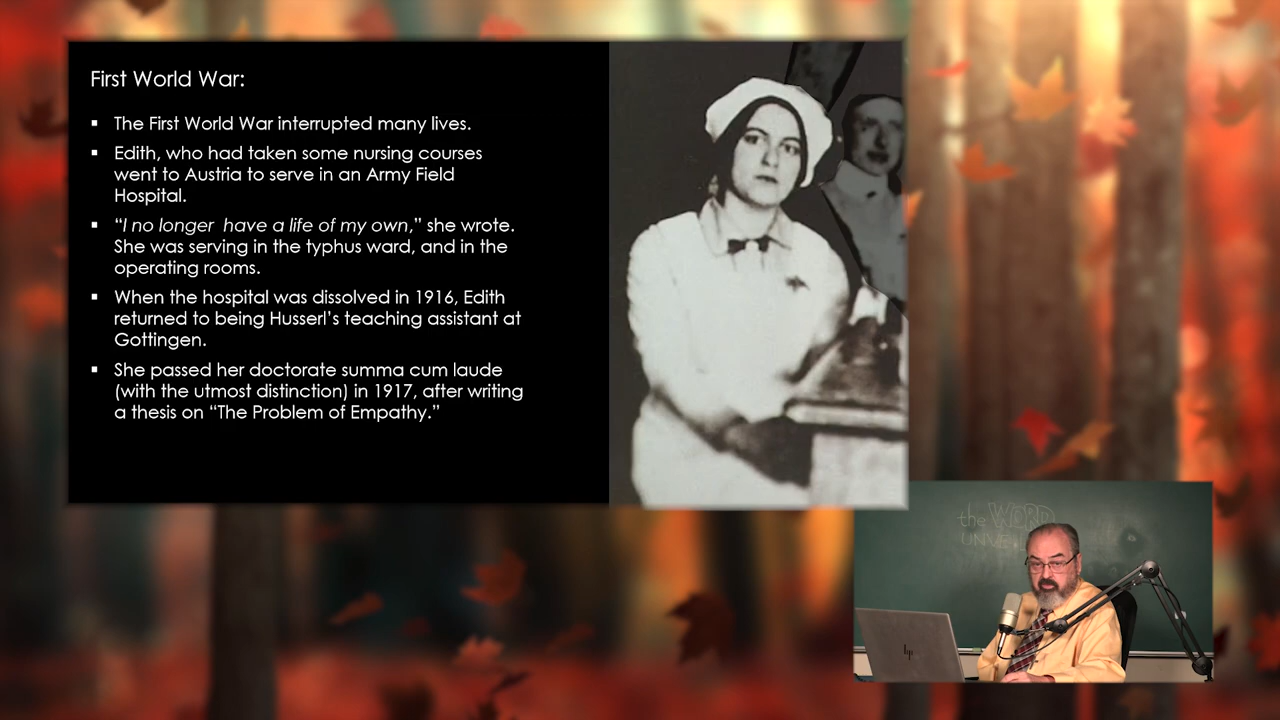 First World War:
▪ The First World War interrupted many lives.
▪ Edith, who had taken some nursing courses
went to Austria to serve in an Army Field
Hospital.
▪ “I no longer  have a life of my own,” she wrote.
She was serving in the typhus ward, and in the
operating rooms.
▪ When the hospital was dissolved in 1916, Edith
returned to being Husserl’s teaching assistant at
Gottingen.
▪ She passed her doctorate summa cum laude
(with the utmost distinction) in 1917, after writing
a thesis on “The Problem of Empathy.”
the WORD
hp